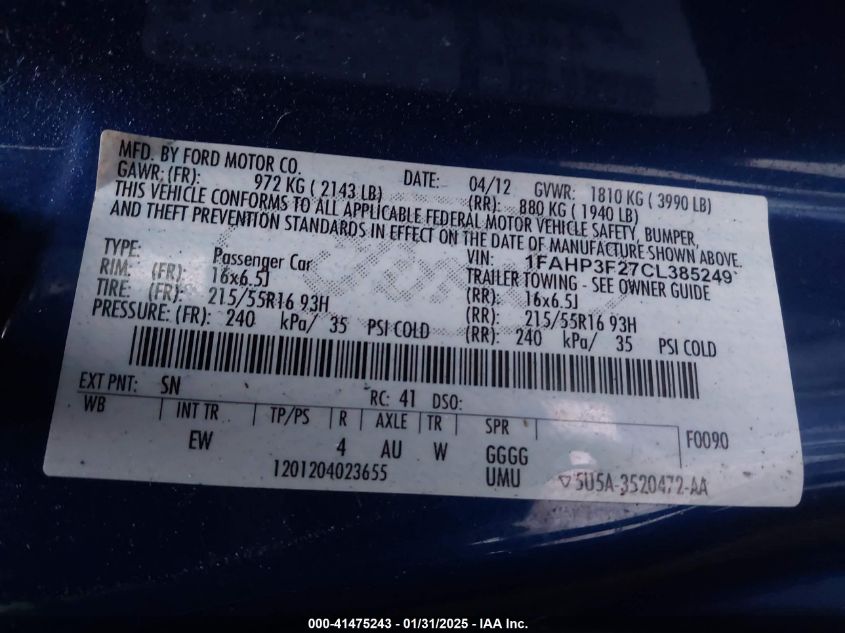 MFD. BY FORD MOTOR CO. DATE: 04/12 GVWR: 1810 KG ( 3990 LB)
GAWR: (FR): 972 KG ( 2143 LB) (RR): 880 KG ( 1940 LB)
THIS VEHICLE CONFORMS TO ALL APPLICABLE FEDERAL MOTOR VEHICLE SAFETY, BUMPER,
AND THEFT PREVENTION STANDARDS IN EFFECT ON THE DATE OF MANUFACTURE SHOWN ABOVE.
VIN: 1FAHP3F27CL385249
TYPE: Passenger Car TRAILER TOWING - SEE OWNER GUIDE
RIM: (FR): 16x6.5J (RR): 16x6.5J
TIRE: (FR): 215/55R16 93H (RR): 215/55R16 93H
PRESSURE: (FR): 240 kPa/ 35 PSI COLD (RR): 240 kPa/ 35 PSI COLD
EXT PNT: SN RC: 41 DSO:
WB INT TR TP/PS R AXLE TR SPR F0090
EW 4 AU W GGGG
1201204023655 UMU ▽5U5A-3520472-AA
000-41475243 - 01/31/2025 - IAA Inc.